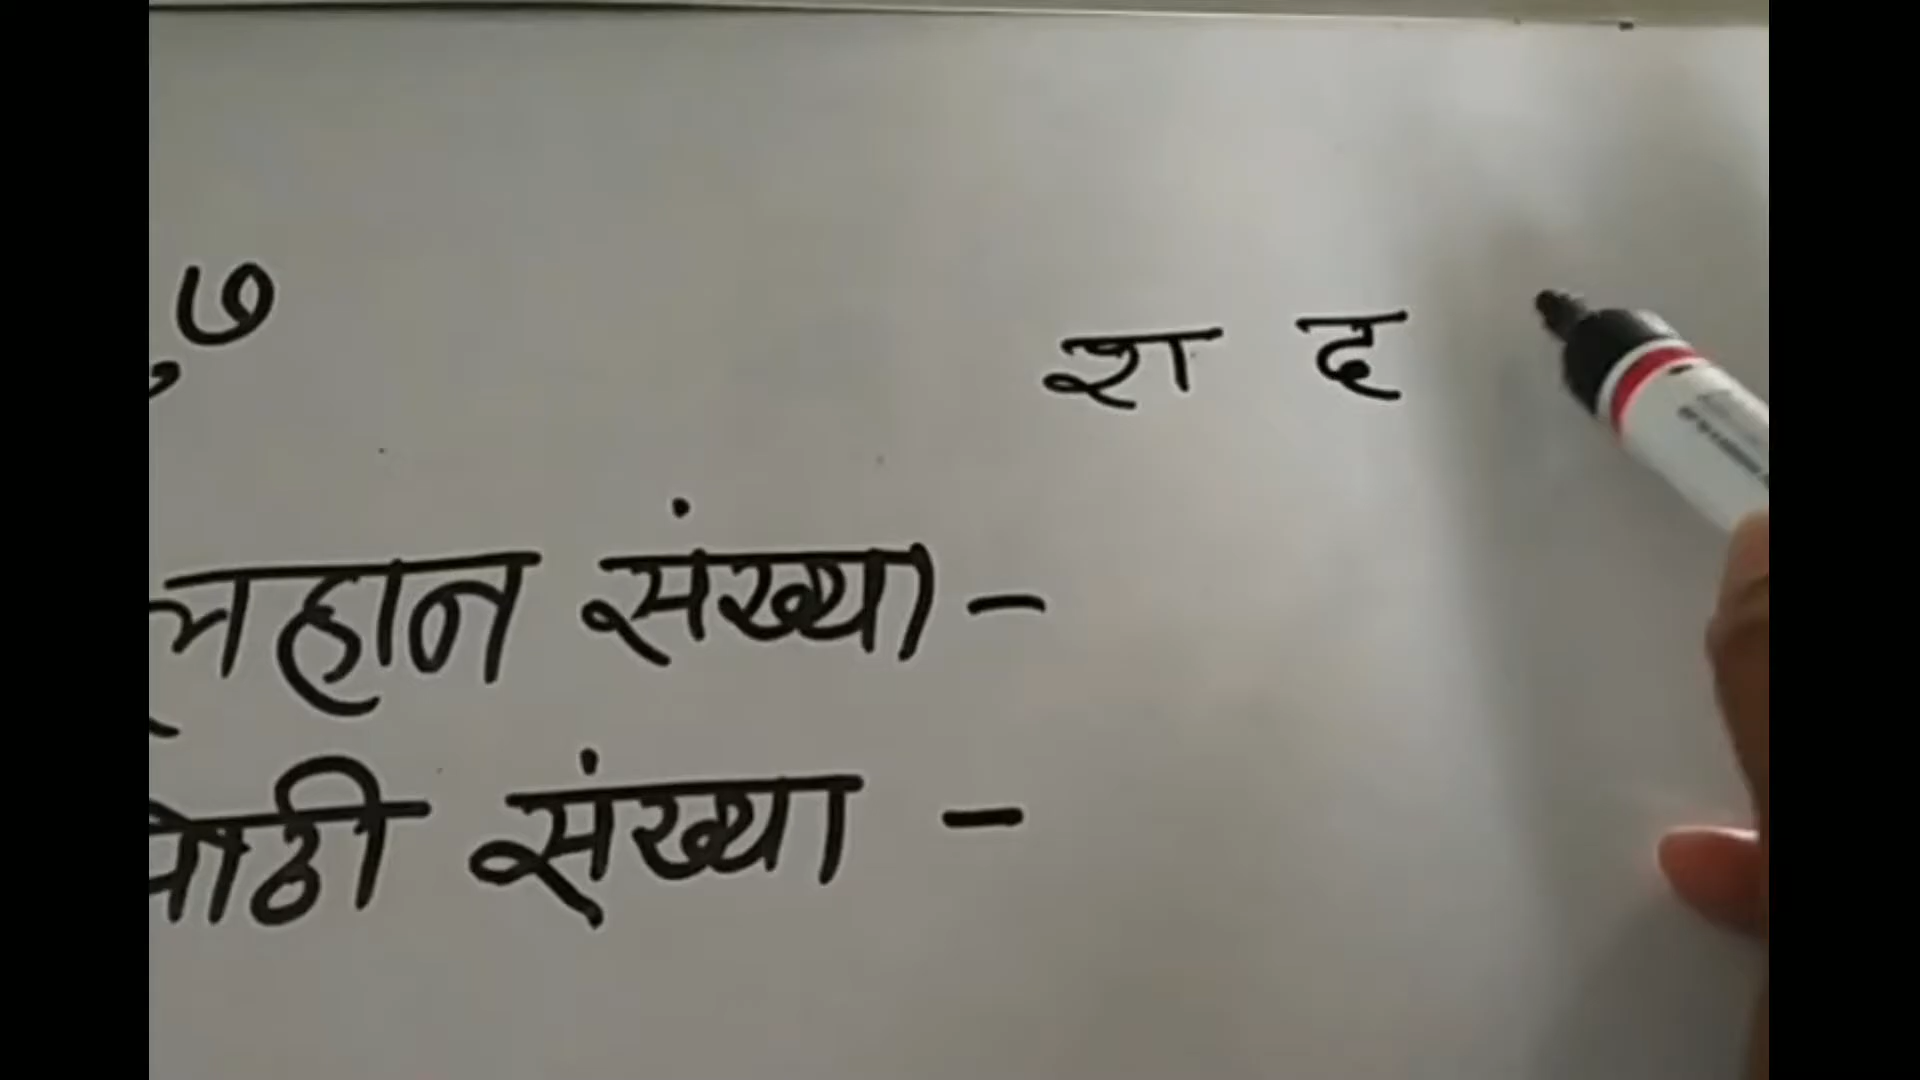 , ७
श द
लहान संख्या -
मोठी संख्या -